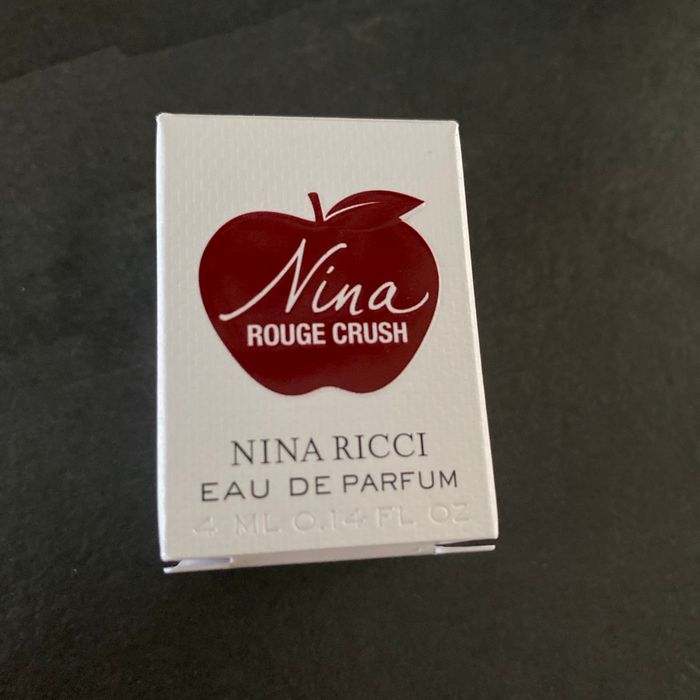 Nina
ROUGE CRUSH
NINA RICCI
EAU DE PARFUM
4 ML 0.14 FL OZ